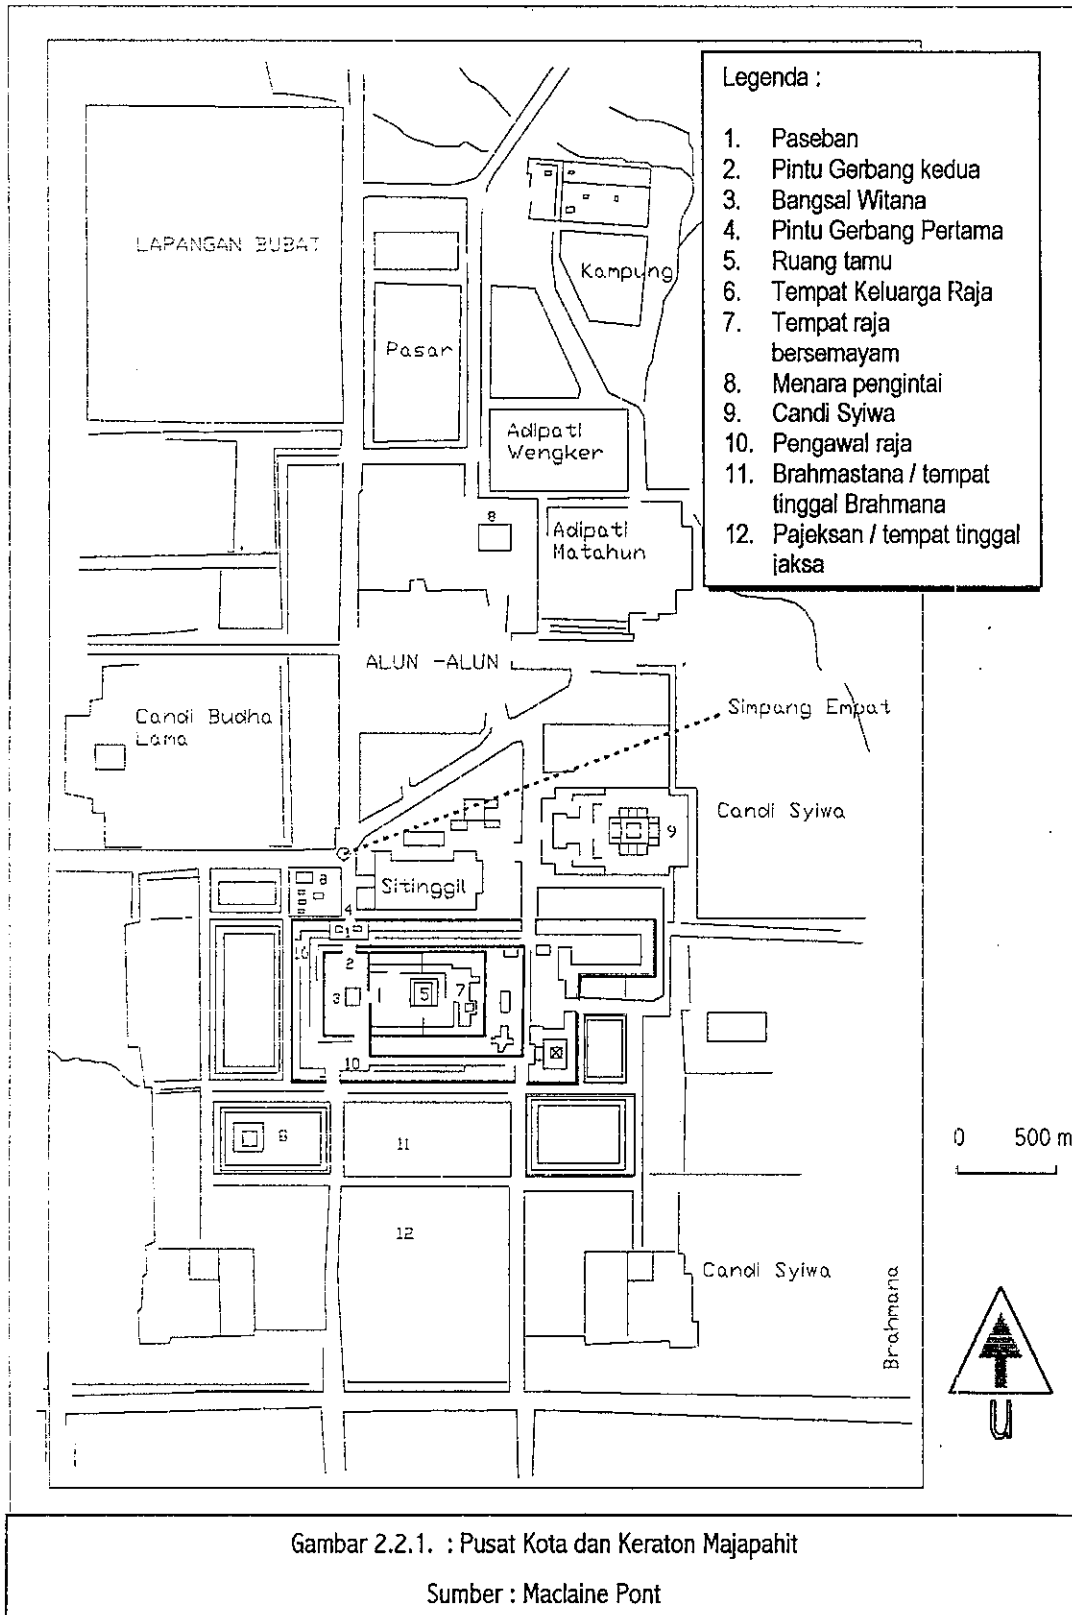 Legenda :
1. Paseban
2. Pintu Gerbang kedua
3. Bangsal Witana
4. Pintu Gerbang Pertama
5. Ruang tamu
6. Tempat Keluarga Raja
7. Tempat raja
bersemayam
8. Menara pengintai
9. Candi Syiwa
10. Pengawal raja
11. Brahmastana / tempat
tinggal Brahmana
12. Pajeksan / tempat tinggal
jaksa
LAPANGAN BUBAT
Kampung
Pasar
Adipati
Wengker
8
Adipati
Matahun
ALUN -ALUN
Simpang Empat
Candi Budha
Lama
Candi Syiwa
9
8
Sitinggil
4
1
2
3
5
7
10
0 500 m
6
11
12
Candi Syiwa
Brahmana
U
Gambar 2.2.1. : Pusat Kota dan Keraton Majapahit
Sumber : Maclaine Pont